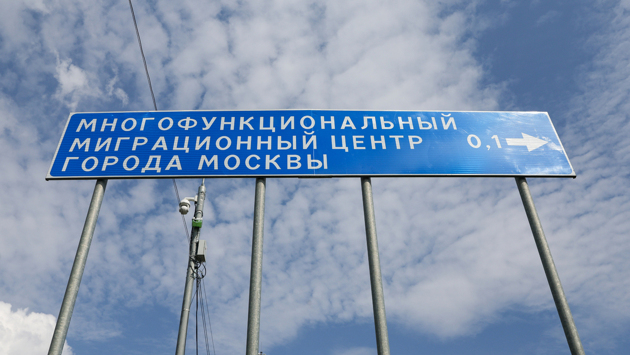 МНОГОФУНКЦИОНАЛЬНЫЙ
МИГРАЦИОННЫЙ ЦЕНТР 0,1
ГОРОДА МОСКВЫ